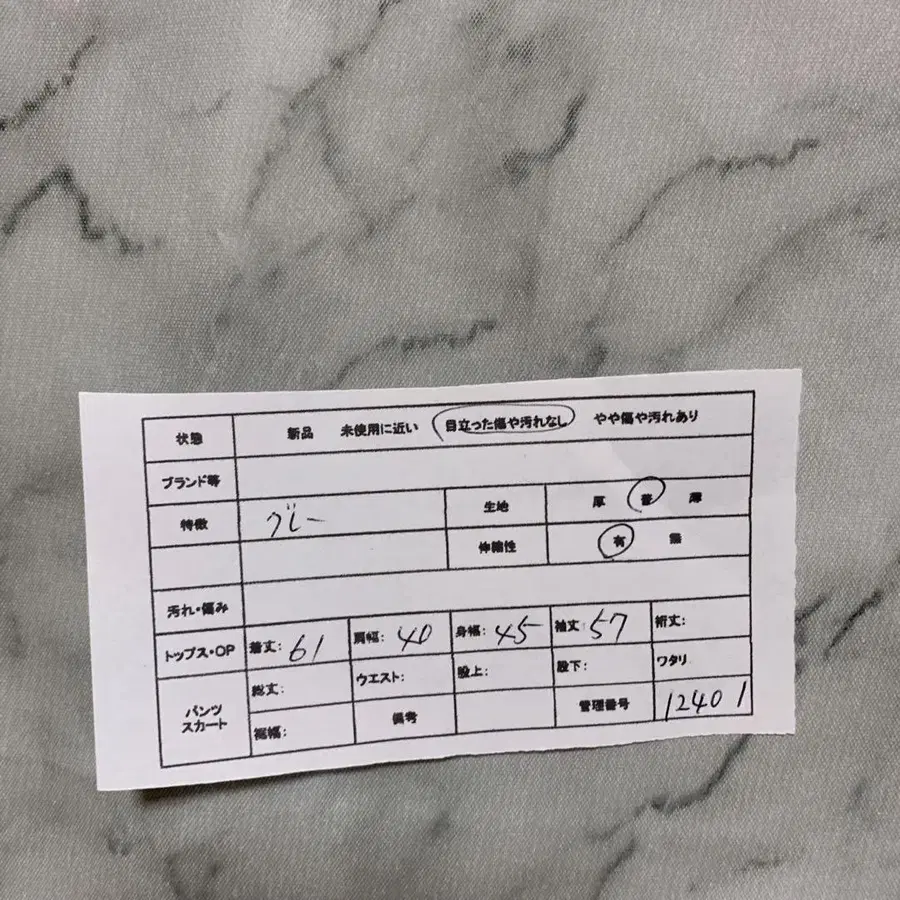 状態 新品 未使用に近い 目立った傷や汚れなし やや傷や汚れあり
ブランド等
特徴 グレー 生地 厚 普 薄
伸縮性 有 無
汚れ・傷み
トップス・OP 着丈: 61 肩幅: 40 身幅: 45 袖丈: 57 裄丈:
パンツ スカート 総丈: ウエスト: 股上: 股下: ワタリ
裾幅: 備考 管理番号 12401